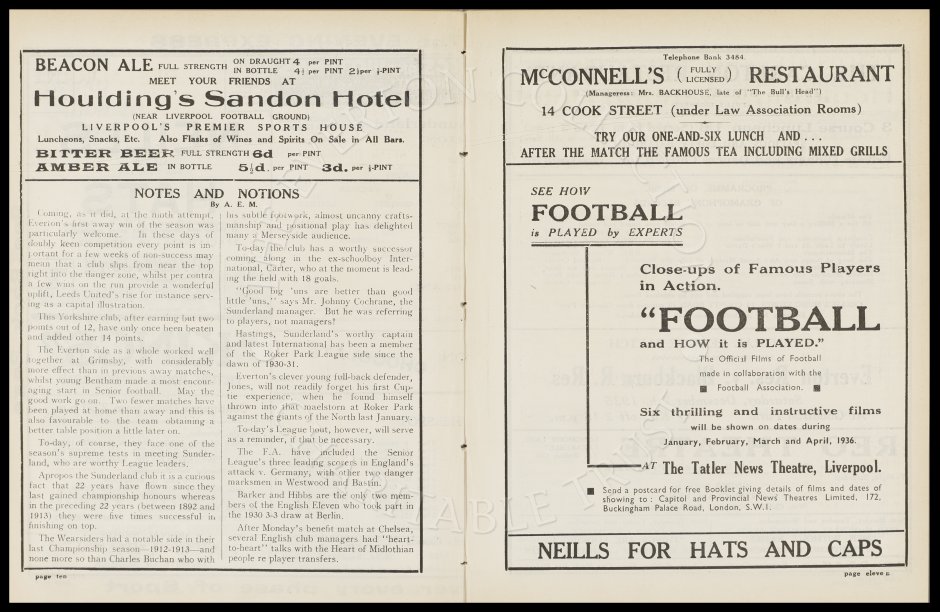 BEACON ALE FULL STRENGTH ON DRAUGHT 4 per PINT
IN BOTTLE 4½ per PINT 2½ per ½-PINT
MEET YOUR FRIENDS AT
Houlding's Sandon Hotel
(NEAR LIVERPOOL FOOTBALL GROUND)
LIVERPOOL'S PREMIER SPORTS HOUSE
Luncheons, Snacks, Etc. Also Flasks of Wines and Spirits On Sale in All Bars.
BITTER BEER FULL STRENGTH 6d per PINT
AMBER ALE IN BOTTLE 5½d. per PINT 3d. per ½-PINT
NOTES AND NOTIONS
By A. E. M.
Coming, as it did, at the ninth attempt,
Everton's first away win of the season was
particularly welcome. In these days of
doubly keen competition every point is im-
portant for a few weeks of non-success may
mean that a club slips from near the top
right into the danger zone, whilst per contra
a few wins on the run provide a wonderful
uplift, Leeds United's rise for instance serv-
ing as a capital illustration.
This Yorkshire club, after earning but two
points out of 12, have only once been beaten
and added other 14 points.
The Everton side as a whole worked well
together at Grimsby, with considerably
more effect than in previous away matches,
whilst young Bentham made a most encour-
aging start in Senior football. May the
good work go on. Two fewer matches have
been played at home than away and this is
also favourable to the team obtaining a
better table position a little later on.
To-day, of course, they face one of the
season's supreme tests in meeting Sunder-
land, who are worthy League leaders.
Apropos the Sunderland club it is a curious
fact that 22 years have flown since they
last gained championship honours whereas
in the preceding 22 years (between 1892 and
1913) they were five times successful in
finishing on top.
The Wearsiders had a notable side in their
last Championship season—1912-1913—and
none more so than Charles Buchan who with
his subtle footwork, almost uncanny crafts-
manship and positional play has delighted
many a Merseyside audience.
To-day the club has a worthy successor
coming along in the ex-schoolboy Inter-
national, Carter, who at the moment is lead-
ing the field with 18 goals.
"Good big 'uns are better than good
little 'uns," says Mr. Johnny Cochrane, the
Sunderland manager. But he was referring
to players, not managers!
Hastings, Sunderland's worthy captain
and latest International has been a member
of the Roker Park League side since the
dawn of 1930-31.
Everton's clever young full-back defender,
Jones, will not readily forget his first Cup-
tie experience, when he found himself
thrown into that maelstorn at Roker Park
against the giants of the North last January.
To-day's League bout, however, will serve
as a reminder, if that be necessary.
The F.A. have included the Senior
League's three leading scorers in England's
attack v. Germany, with other two danger
marksmen in Westwood and Bastin.
Barker and Hibbs are the only two mem-
bers of the English Eleven who took part in
the 1930 3-3 draw at Berlin.
After Monday's benefit match at Chelsea,
several English club managers had "heart-
to-heart" talks with the Heart of Midlothian
people re player transfers.
page ten
Telephone Bank 3484.
McCONNELL'S (FULLY LICENSED) RESTAURANT
(Manageress: Mrs. BACKHOUSE, late of "The Bull's Head")
14 COOK STREET (under Law Association Rooms)
TRY OUR ONE-AND-SIX LUNCH AND . . .
AFTER THE MATCH THE FAMOUS TEA INCLUDING MIXED GRILLS
SEE HOW
FOOTBALL
is PLAYED by EXPERTS
Close-ups of Famous Players
in Action.
"FOOTBALL
and HOW it is PLAYED."
The Official Films of Football
made in collaboration with the
Football Association.
Six thrilling and instructive films
will be shown on dates during
January, February, March and April, 1936.
AT The Tatler News Theatre, Liverpool.
Send a postcard for free Booklet giving details of films and dates of
showing to: Capitol and Provincial News Theatres Limited, 172,
Buckingham Palace Road, London, S.W.1.
NEILLS FOR HATS AND CAPS
page eleven